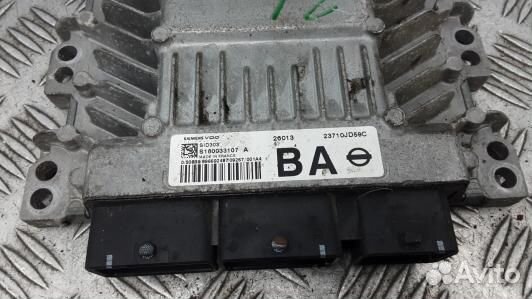 SIEMENS VDO
SID303
S180033107 A
MADE IN FRANCE
26013
23710JD59C
BA
Avito